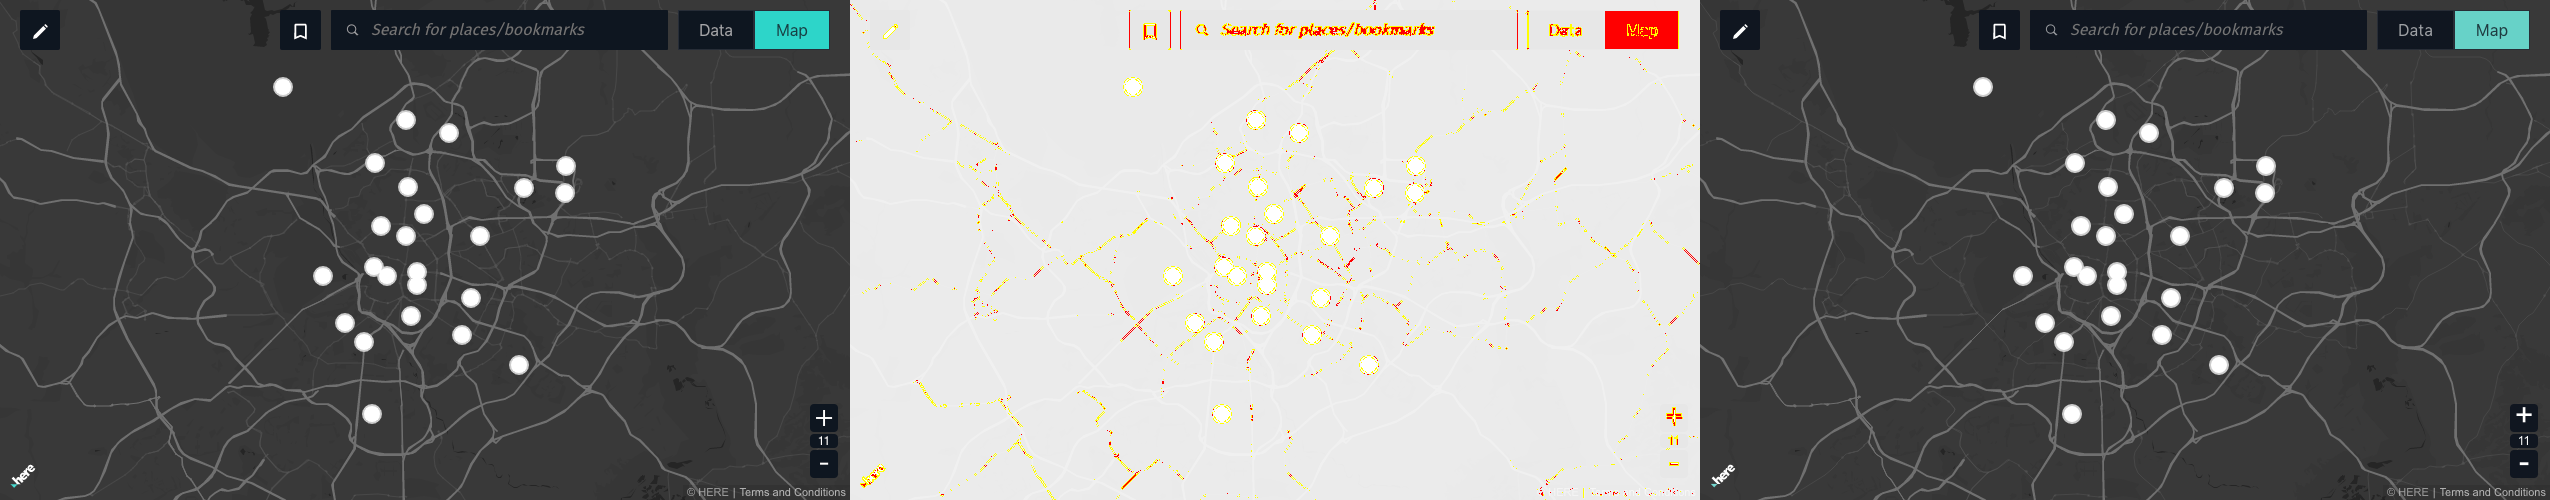 Search for places/bookmarks
Data
Map
11
here
© HERE | Terms and Conditions
Search for places/bookmarks
Data
Map
11
Search for places/bookmarks
Data
Map
11
here
© HERE | Terms and Conditions